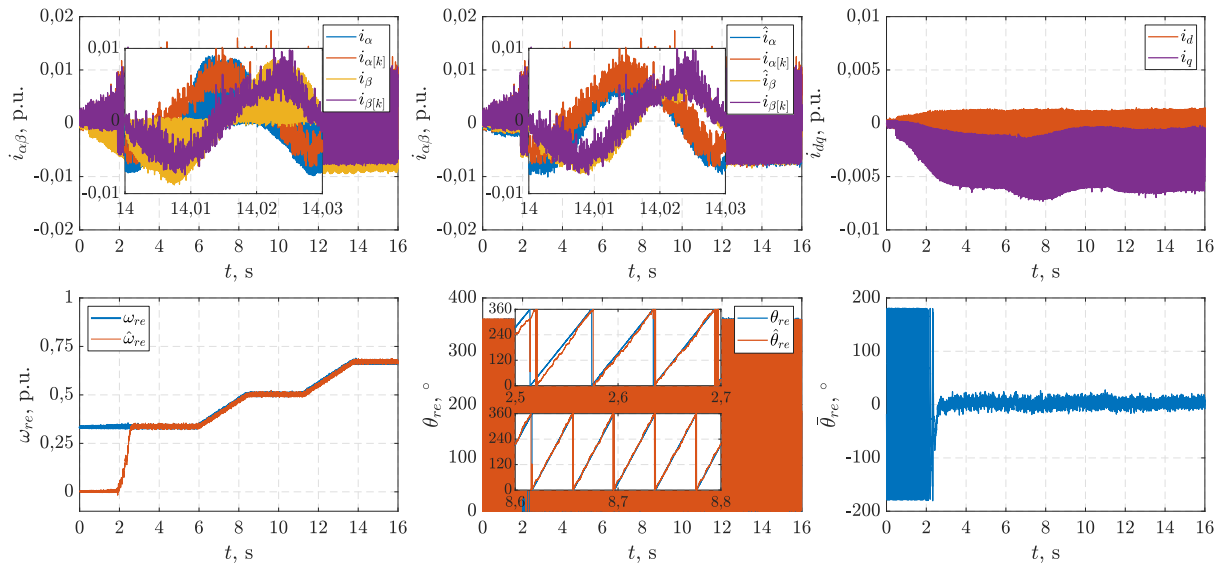 0,02
0,01
0
-0,01
-0,02
i_{αβ}, p.u.
0,01
0
-0,01
14 14,01 14,02 14,03
i_α
i_{α[k]}
i_β
i_{β[k]}
0 2 4 6 8 10 12 14 16
t, s
0,02
0,01
0
-0,01
-0,02
i_{αβ}, p.u.
0,01
0
-0,01
14 14,01 14,02 14,03
î_α
i_{α[k]}
î_β
i_{β[k]}
0 2 4 6 8 10 12 14 16
t, s
0,01
0,005
0
-0,005
-0,01
i_{dq}, p.u.
i_d
i_q
0 2 4 6 8 10 12 14 16
t, s
1
0,75
0,5
0,25
0
ω_{re}, p.u.
ω_{re}
ω̂_{re}
0 2 4 6 8 10 12 14 16
t, s
400
300
200
100
0
θ_{re}, °
360
240
120
0
2,5 2,6 2,7
360
240
120
0
8,6 8,7 8,8
θ_{re}
θ̂_{re}
0 2 4 6 8 10 12 14 16
t, s
200
100
0
-100
-200
θ̄_{re}, °
0 2 4 6 8 10 12 14 16
t, s